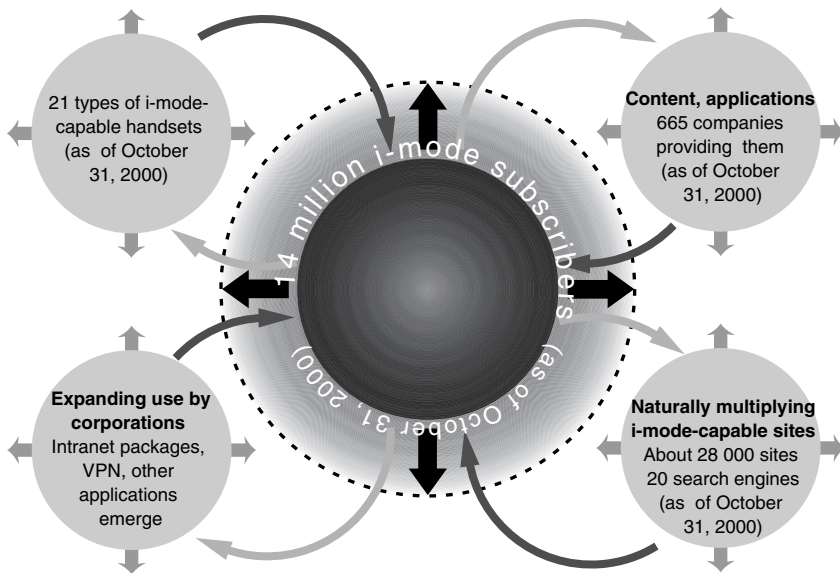 21 types of i-mode-
capable handsets
(as of October
31, 2000)
Content, applications
665 companies
providing them
(as of October
31, 2000)
14 million i-mode subscribers
(as of October 31, 2000)
Expanding use by
corporations
Intranet packages,
VPN, other
applications
emerge
Naturally multiplying
i-mode-capable sites
About 28 000 sites
20 search engines
(as of October
31, 2000)